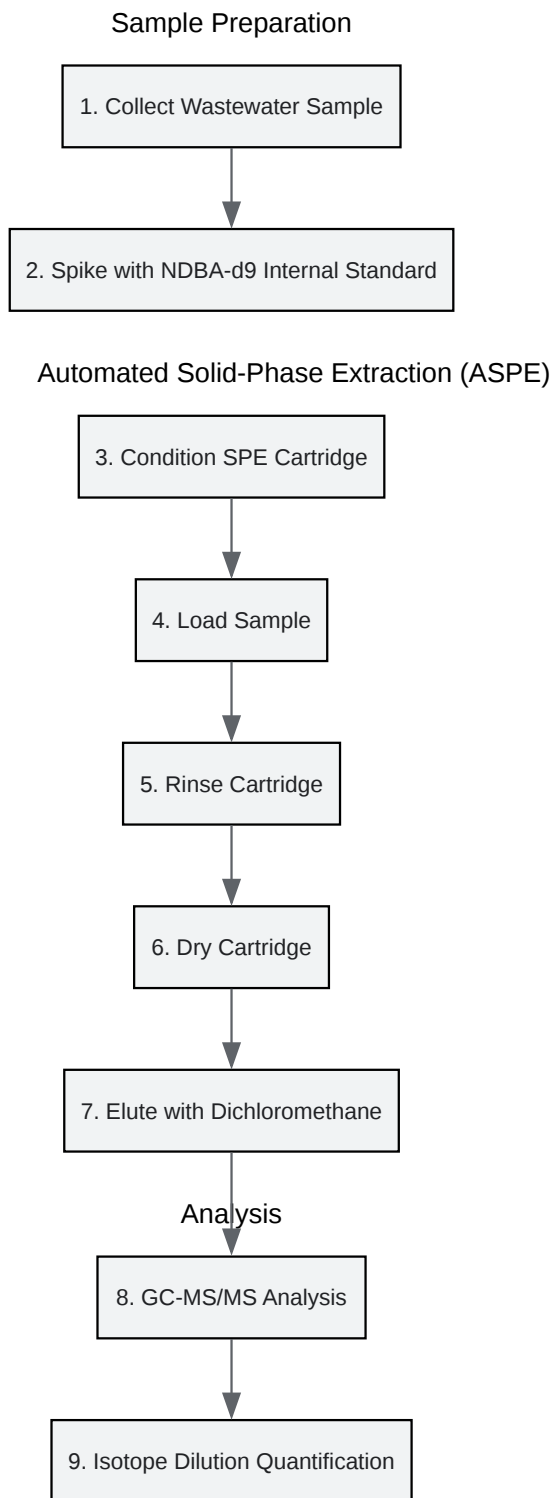 Sample Preparation
1. Collect Wastewater Sample
2. Spike with NDBA-d9 Internal Standard
Automated Solid-Phase Extraction (ASPE)
3. Condition SPE Cartridge
4. Load Sample
5. Rinse Cartridge
6. Dry Cartridge
7. Elute with Dichloromethane
Analysis
8. GC-MS/MS Analysis
9. Isotope Dilution Quantification